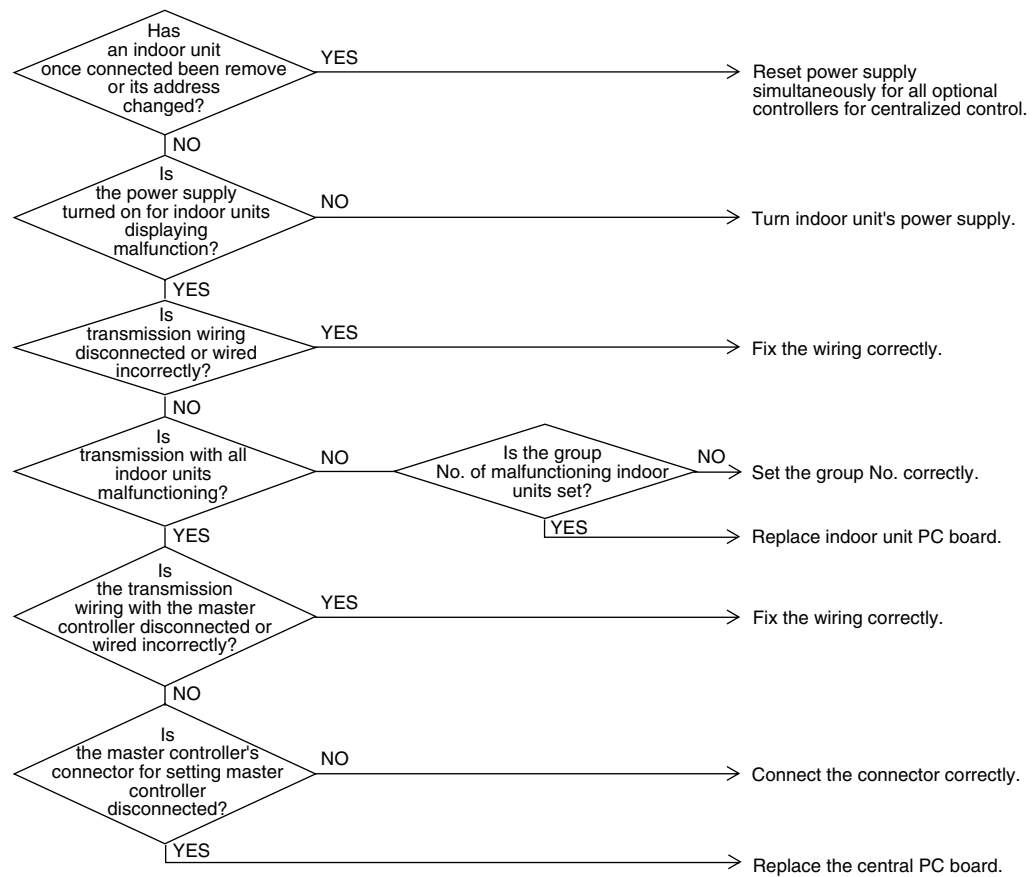 Has
an indoor unit
once connected been remove
or its address
changed?
YES
Reset power supply
simultaneously for all optional
controllers for centralized control.
NO
Is
the power supply
turned on for indoor units
displaying
malfunction?
NO
Turn indoor unit's power supply.
YES
Is
transmission wiring
disconnected or wired
incorrectly?
YES
Fix the wiring correctly.
NO
Is
transmission with all
indoor units
malfunctioning?
NO
Is the group
No. of malfunctioning indoor
units set?
NO
Set the group No. correctly.
YES
Replace indoor unit PC board.
YES
Is
the transmission
wiring with the master
controller disconnected or
wired incorrectly?
YES
Fix the wiring correctly.
NO
Is
the master controller's
connector for setting master
controller
disconnected?
NO
Connect the connector correctly.
YES
Replace the central PC board.